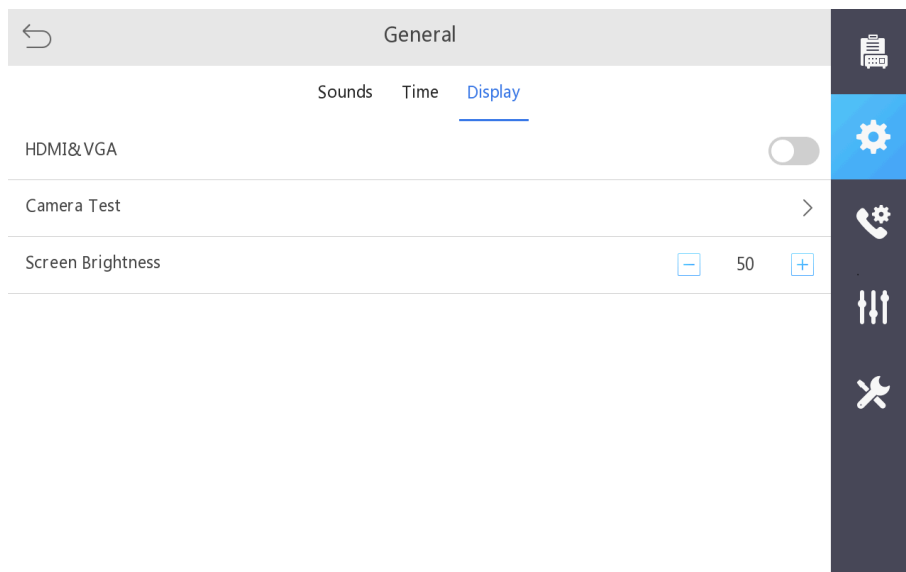 General
Sounds Time Display
HDMI&VGA
Camera Test
Screen Brightness 50